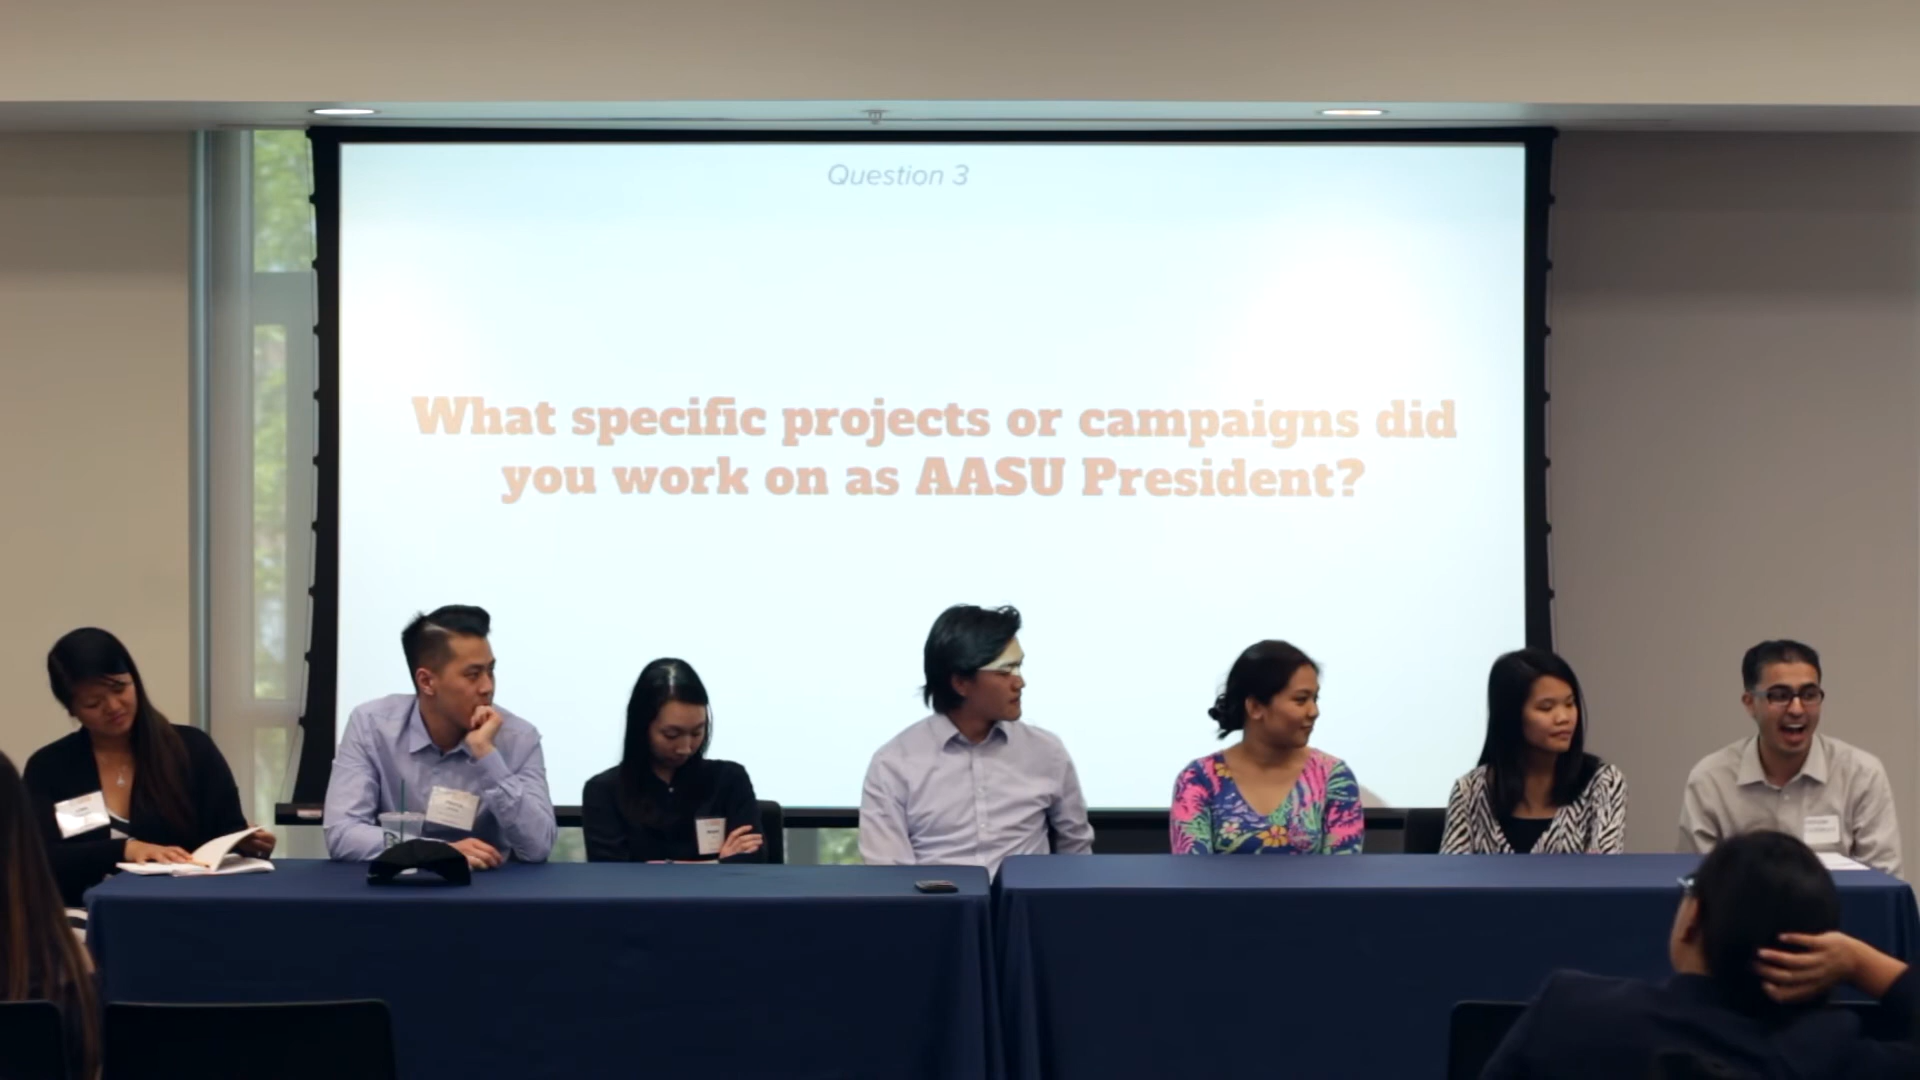 Question 3
What specific projects or campaigns did
you work on as AASU President?